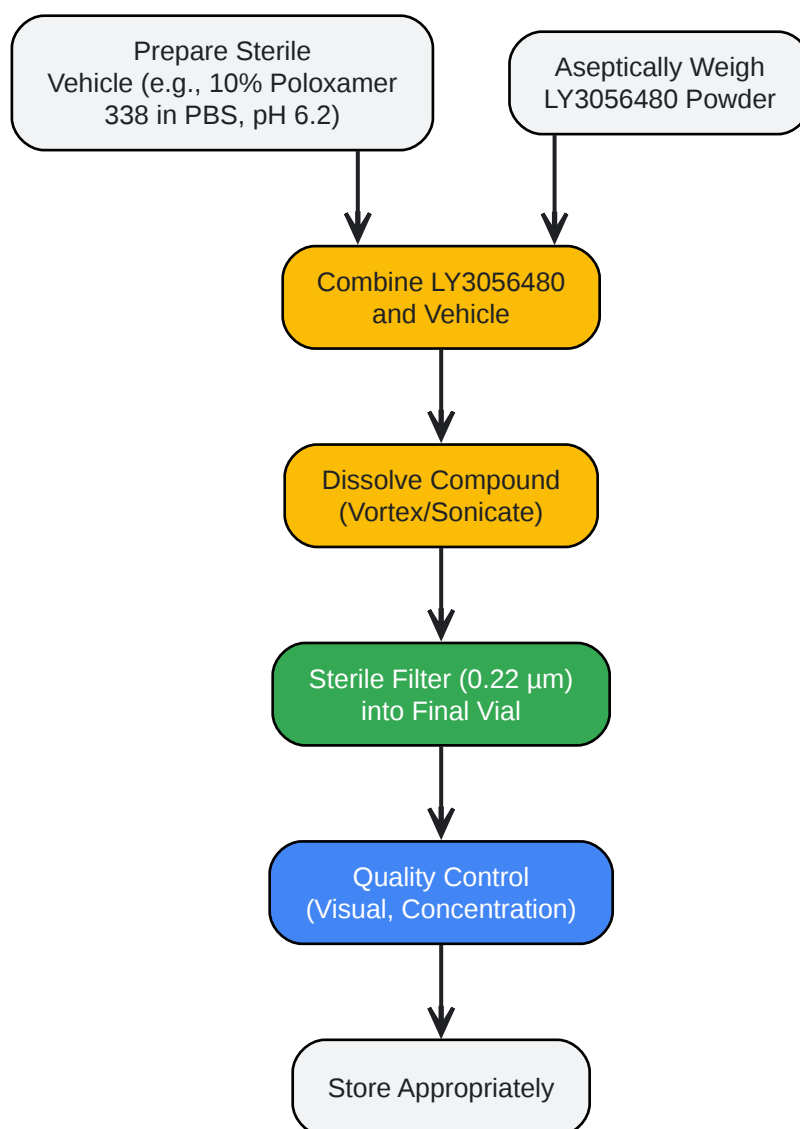 Prepare Sterile
Vehicle (e.g., 10% Poloxamer
338 in PBS, pH 6.2)
Aseptically Weigh
LY3056480 Powder
Combine LY3056480
and Vehicle
Dissolve Compound
(Vortex/Sonicate)
Sterile Filter (0.22 µm)
into Final Vial
Quality Control
(Visual, Concentration)
Store Appropriately